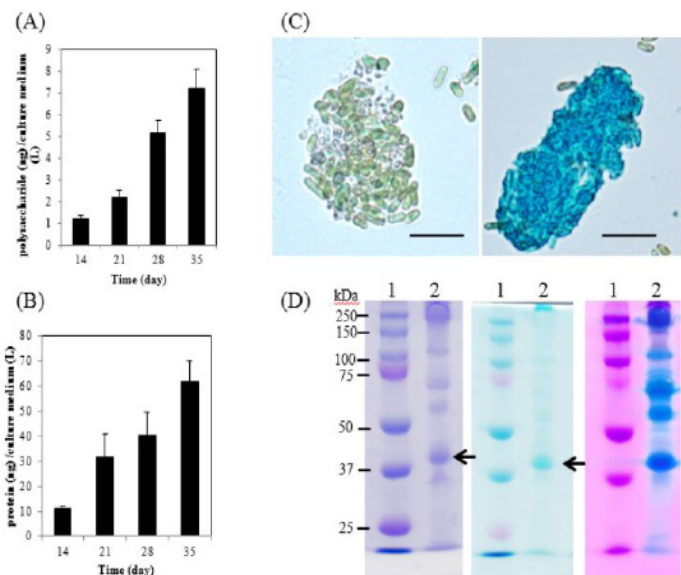 (A)
9
8
7
6
5
4
3
2
1
0
polysaccharide (ng) /culture medium
(L)
14 21 28 35
Time (day)
(B)
80
70
60
50
40
30
20
10
0
protein (ng) /culture medium (L)
14 21 28 35
Time (day)
(C)
(D)
kDa 1 2 1 2 1 2
250
150
100
75
50
37
25